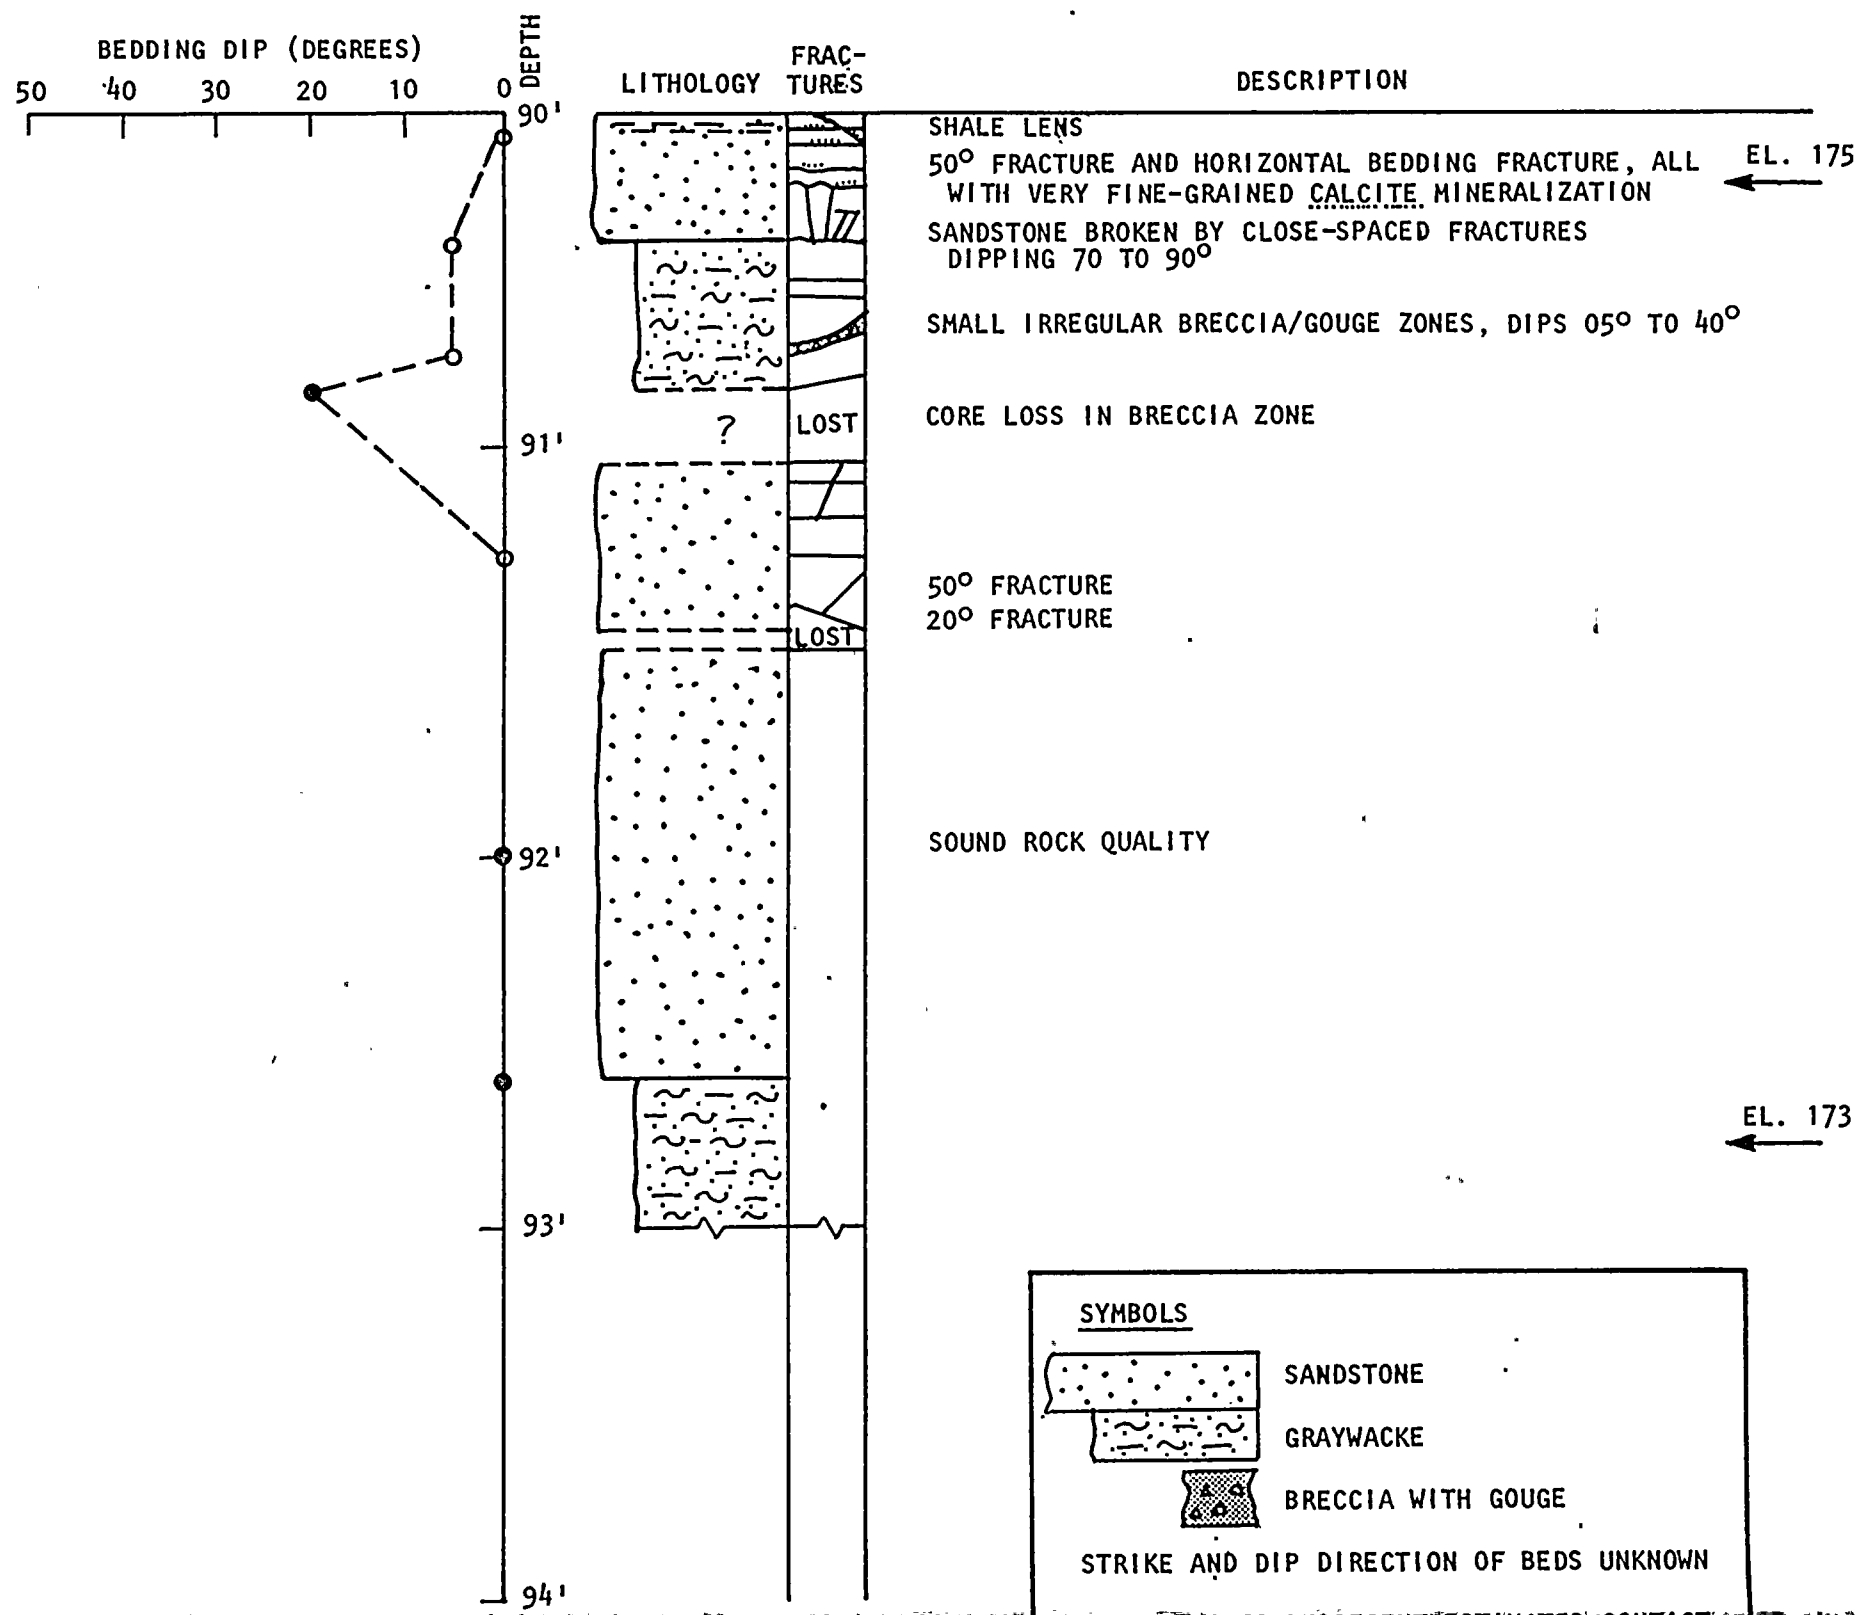 BEDDING DIP (DEGREES)
50 40 30 20 10 0
DEPTH
LITHOLOGY
FRAC-
TURES
DESCRIPTION
90'
SHALE LENS
50° FRACTURE AND HORIZONTAL BEDDING FRACTURE, ALL
WITH VERY FINE-GRAINED CALCITE MINERALIZATION
EL. 175
SANDSTONE BROKEN BY CLOSE-SPACED FRACTURES
DIPPING 70 TO 90°
SMALL IRREGULAR BRECCIA/GOUGE ZONES, DIPS 05° TO 40°
? LOST
CORE LOSS IN BRECCIA ZONE
91'
50° FRACTURE
20° FRACTURE
LOST
SOUND ROCK QUALITY
92'
EL. 173
93'
SYMBOLS
SANDSTONE
GRAYWACKE
BRECCIA WITH GOUGE
STRIKE AND DIP DIRECTION OF BEDS UNKNOWN
94'